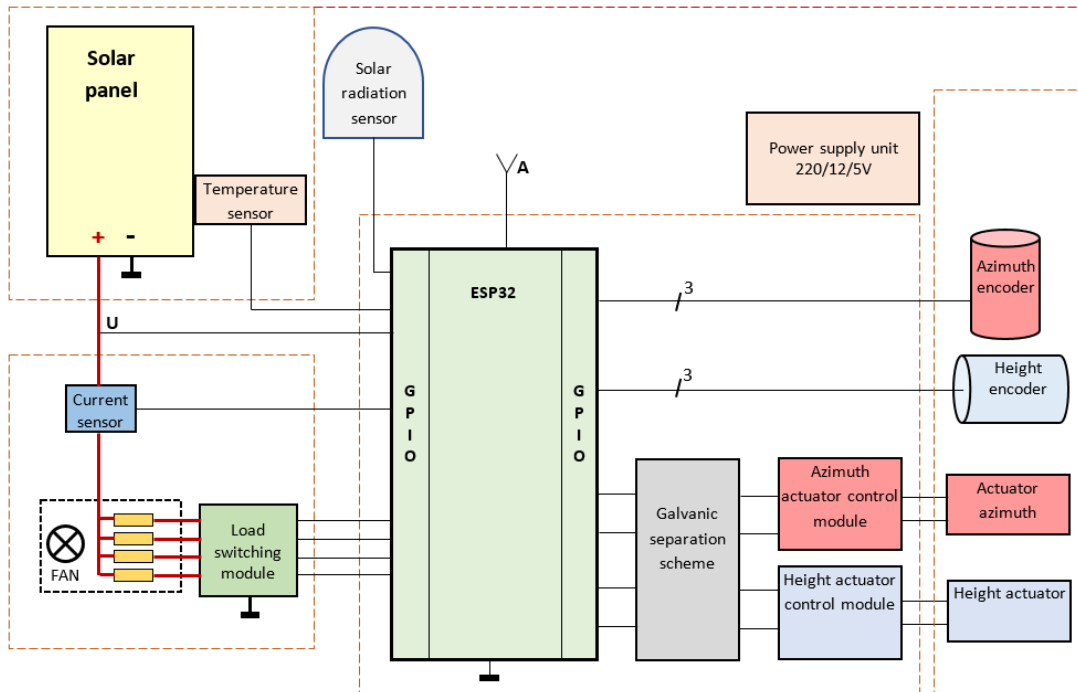 Solar
panel
+ -
Solar
radiation
sensor
A
Power supply unit
220/12/5V
Temperature
sensor
ESP32
3
Azimuth
encoder
U
3
Height
encoder
Current
sensor
GPIO
GPIO
Azimuth
actuator control
module
Actuator
azimuth
Galvanic
separation
scheme
Load
switching
module
FAN
Height actuator
control module
Height actuator